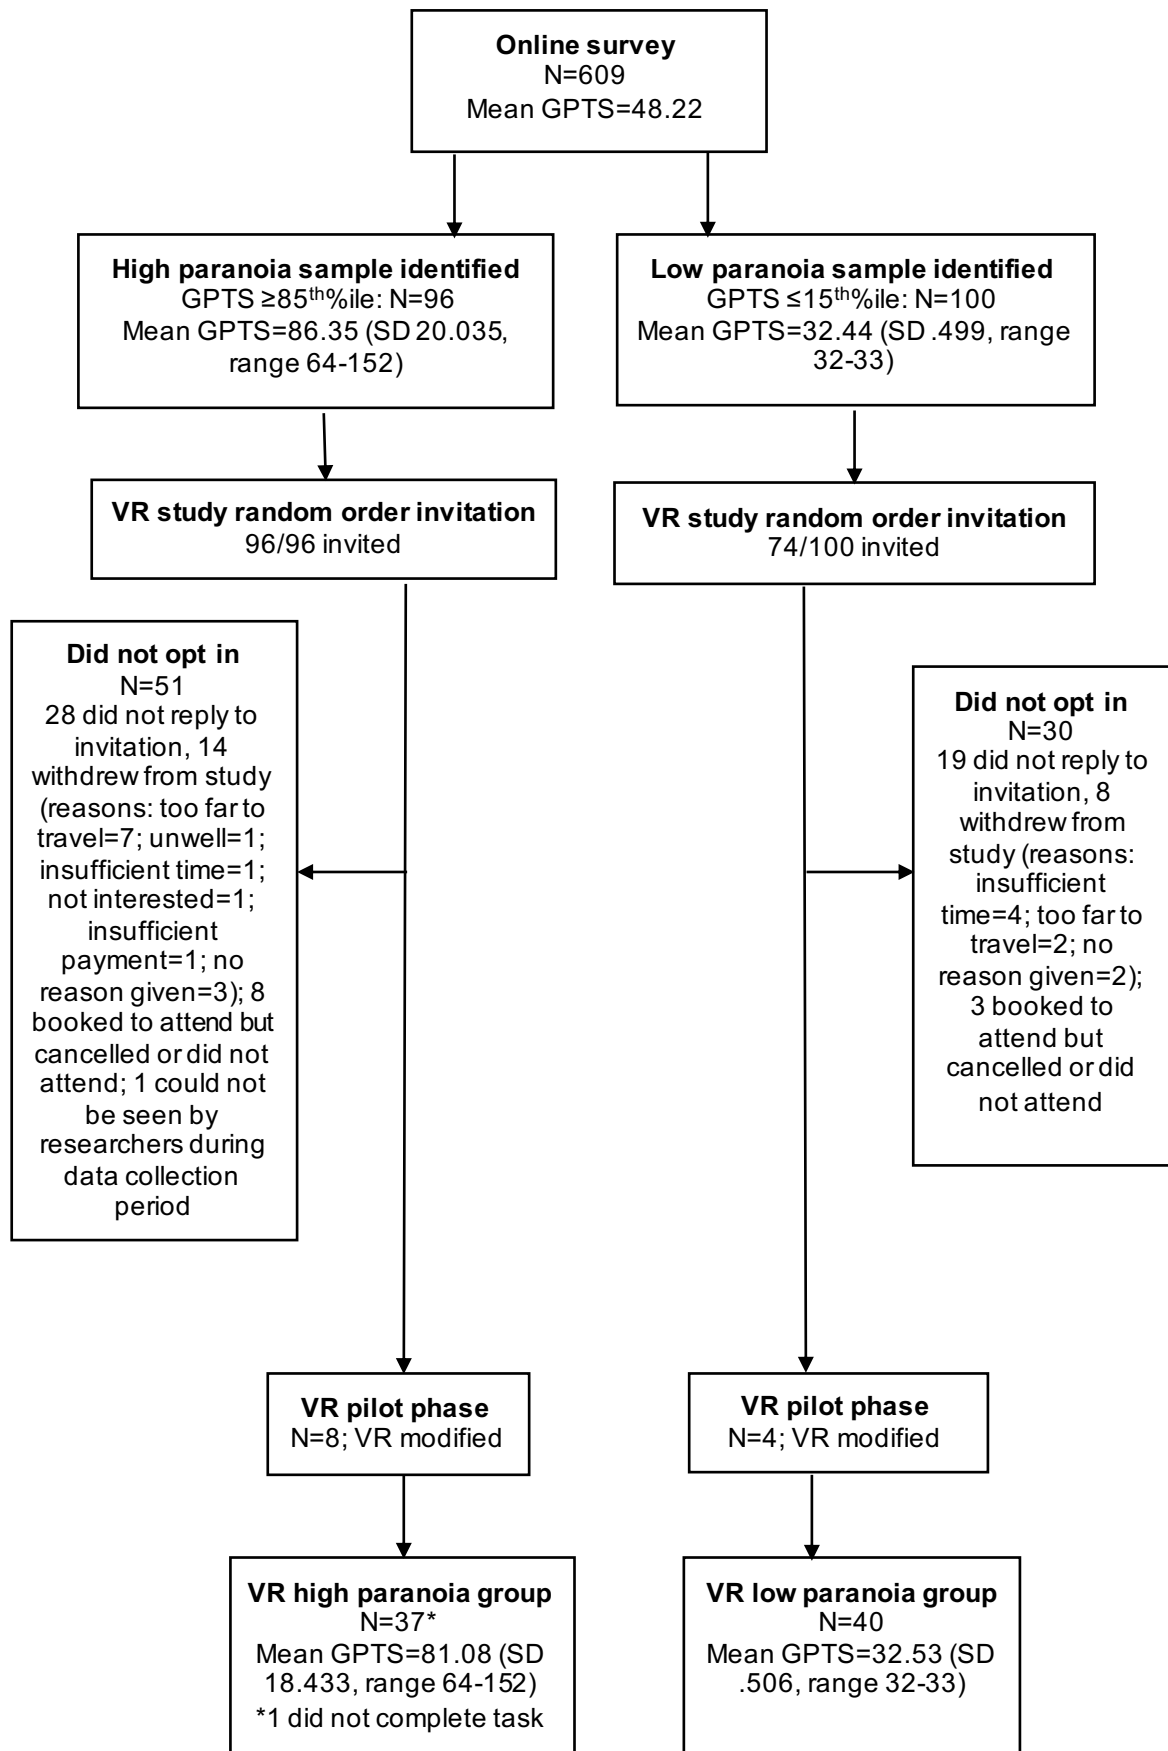 Online survey
N=609
Mean GPTS=48.22
High paranoia sample identified
GPTS ≥85th%ile: N=96
Mean GPTS=86.35 (SD 20.035,
range 64-152)
Low paranoia sample identified
GPTS ≤15th%ile: N=100
Mean GPTS=32.44 (SD .499, range
32-33)
VR study random order invitation
96/96 invited
VR study random order invitation
74/100 invited
Did not opt in
N=51
28 did not reply to
invitation, 14
withdrew from study
(reasons: too far to
travel=7; unwell=1;
insufficient time=1;
not interested=1;
insufficient
payment=1; no
reason given=3); 8
booked to attend but
cancelled or did not
attend; 1 could not
be seen by
researchers during
data collection
period
Did not opt in
N=30
19 did not reply to
invitation, 8
withdrew from
study (reasons:
insufficient
time=4; too far to
travel=2; no
reason given=2);
3 booked to
attend but
cancelled or did
not attend
VR pilot phase
N=8; VR modified
VR pilot phase
N=4; VR modified
VR high paranoia group
N=37*
Mean GPTS=81.08 (SD
18.433, range 64-152)
*1 did not complete task
VR low paranoia group
N=40
Mean GPTS=32.53 (SD
.506, range 32-33)